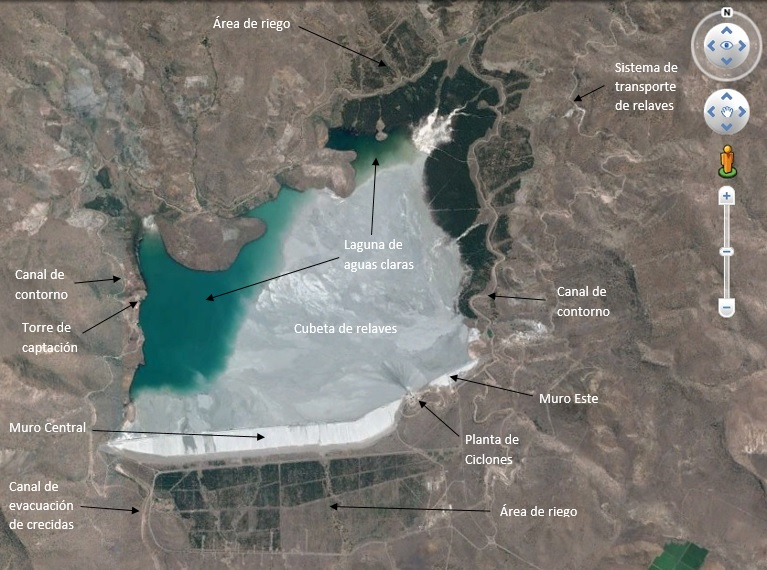 N
Área de riego
Sistema de
transporte
de relaves
Laguna de
aguas claras
Canal de
contorno
Canal de
contorno
Torre de
captación
Cubeta de relaves
Muro Este
Muro Central
Planta de
Ciclones
Canal de
evacuación
de crecidas
Área de riego